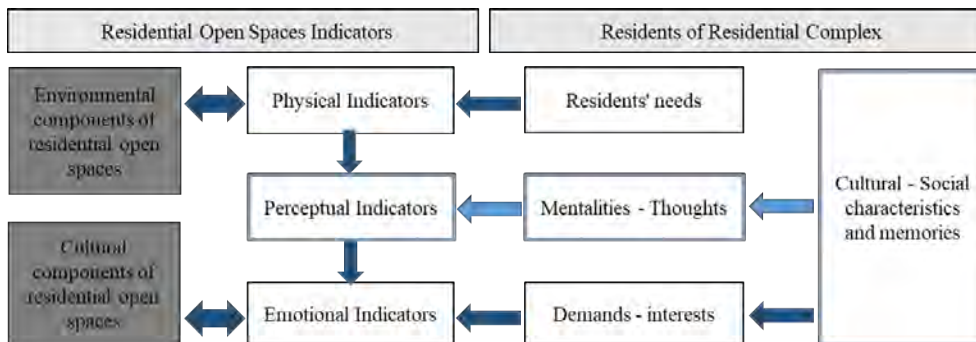 Residential Open Spaces Indicators
Residents of Residential Complex
Environmental
components of
residential open
spaces
Physical Indicators
Residents' needs
Perceptual Indicators
Mentalities - Thoughts
Cultural - Social
characteristics
and memories
Cultural
components of
residential open
spaces
Emotional Indicators
Demands - interests